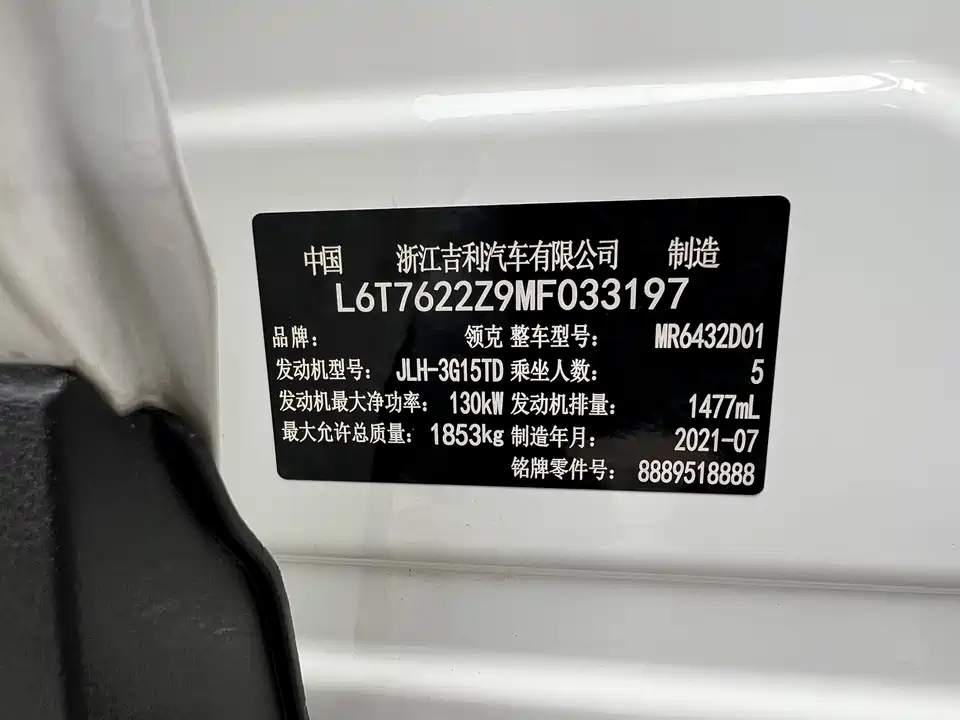 中国 浙江吉利汽车有限公司 制造
L6T7622Z9MF033197
品牌: 领克 整车型号: MR6432D01
发动机型号: JLH-3G15TD 乘坐人数: 5
发动机最大净功率: 130kW 发动机排量: 1477mL
最大允许总质量: 1853kg 制造年月: 2021-07
铭牌零件号: 8889518888